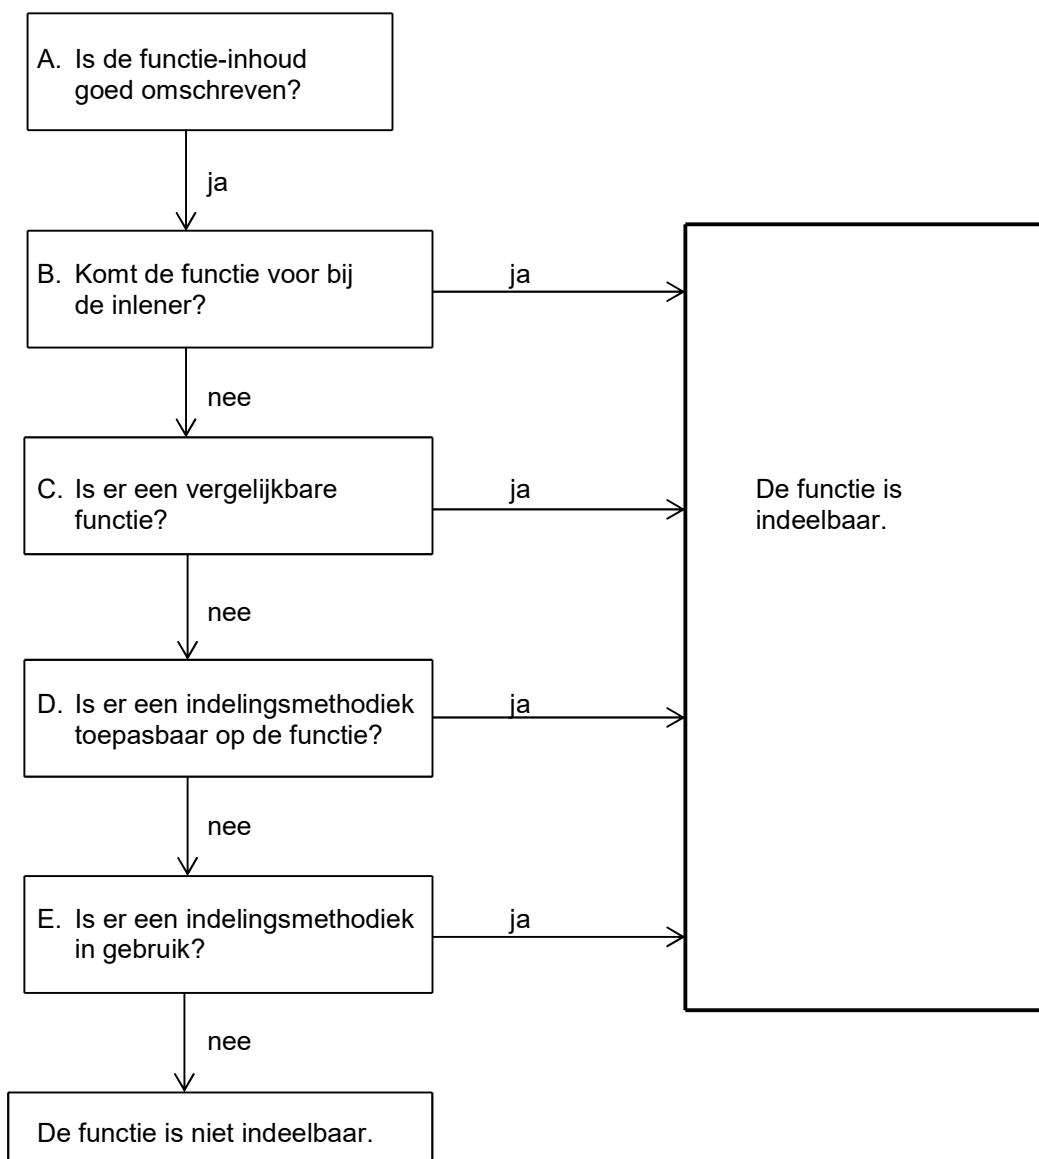 A. Is de functie-inhoud
goed omschreven?
ja
B. Komt de functie voor bij
de inlener?
ja
nee
C. Is er een vergelijkbare
functie?
ja
De functie is
indeelbaar.
nee
D. Is er een indelingsmethodiek
toepasbaar op de functie?
ja
nee
E. Is er een indelingsmethodiek
in gebruik?
ja
nee
De functie is niet indeelbaar.